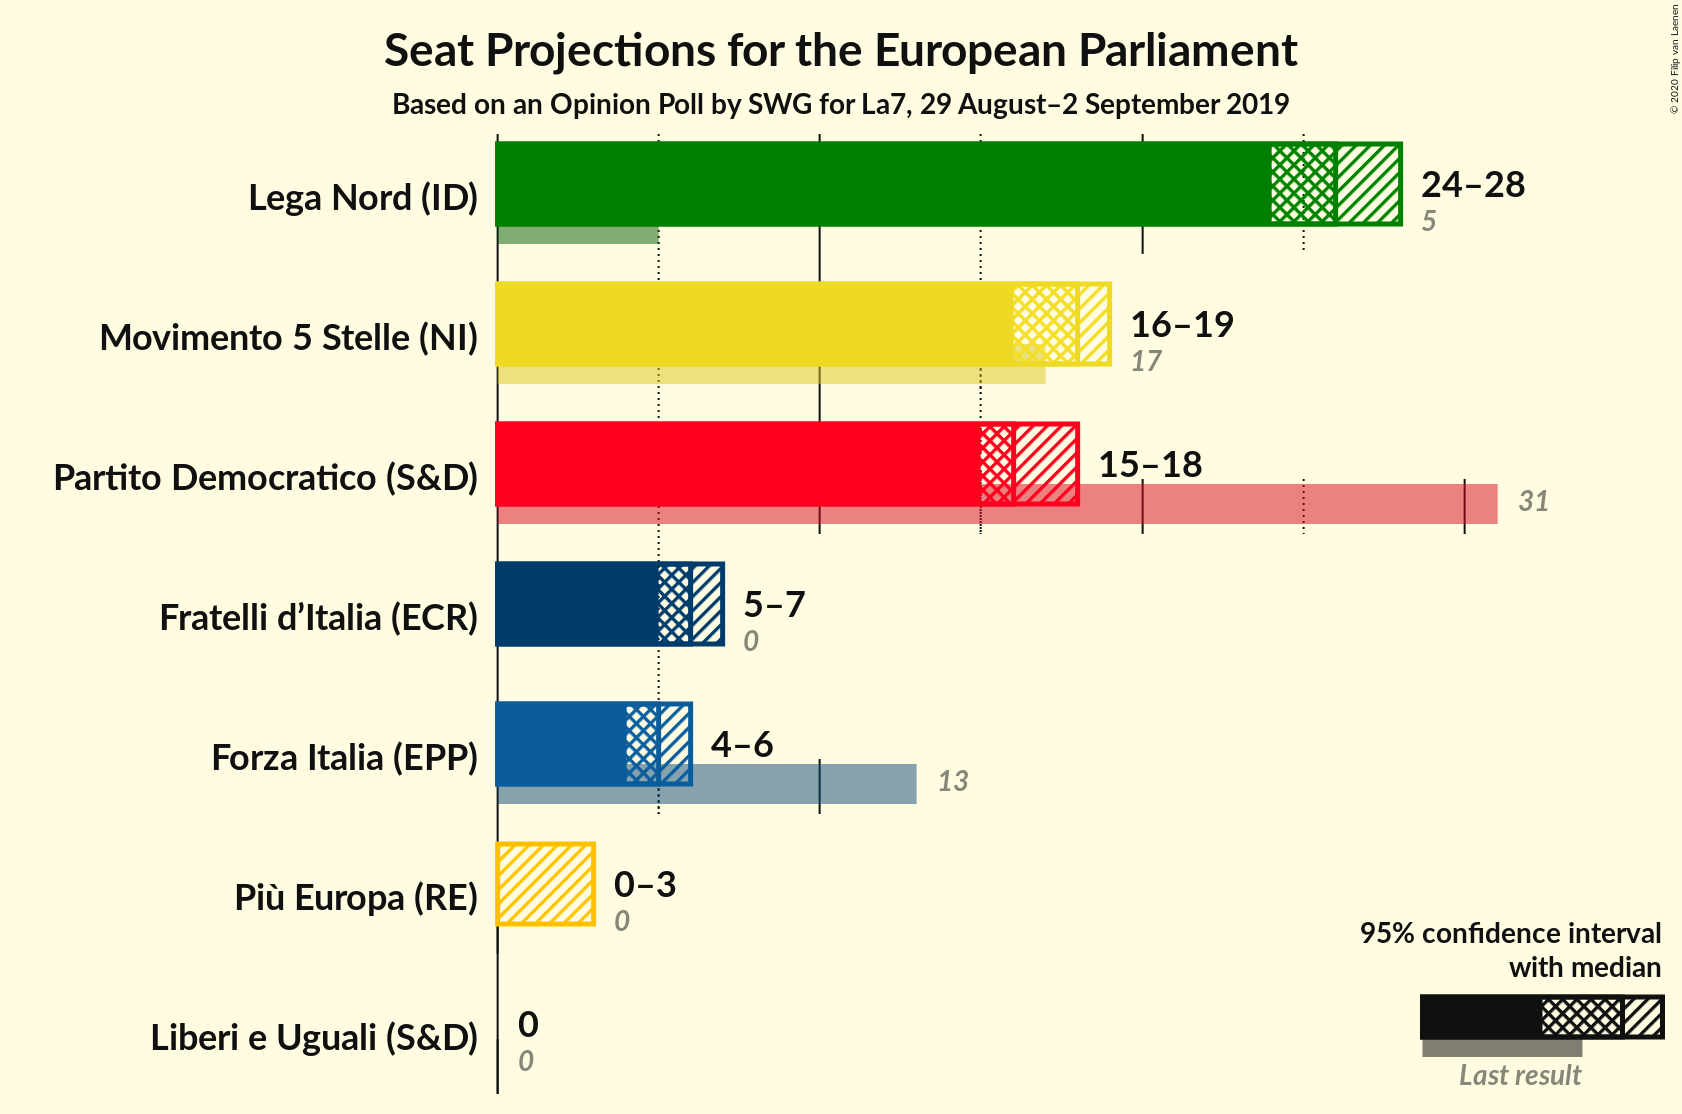 Seat Projections for the European Parliament
Based on an Opinion Poll by SWG for La7, 29 August–2 September 2019
© 2020 Filip van Laenen
Lega Nord (ID)
24–28
5
Movimento 5 Stelle (NI)
16–19
17
Partito Democratico (S&D)
15–18
31
Fratelli d’Italia (ECR)
5–7
0
Forza Italia (EPP)
4–6
13
Più Europa (RE)
0–3
0
Liberi e Uguali (S&D)
0
0
95% confidence interval
with median
Last result